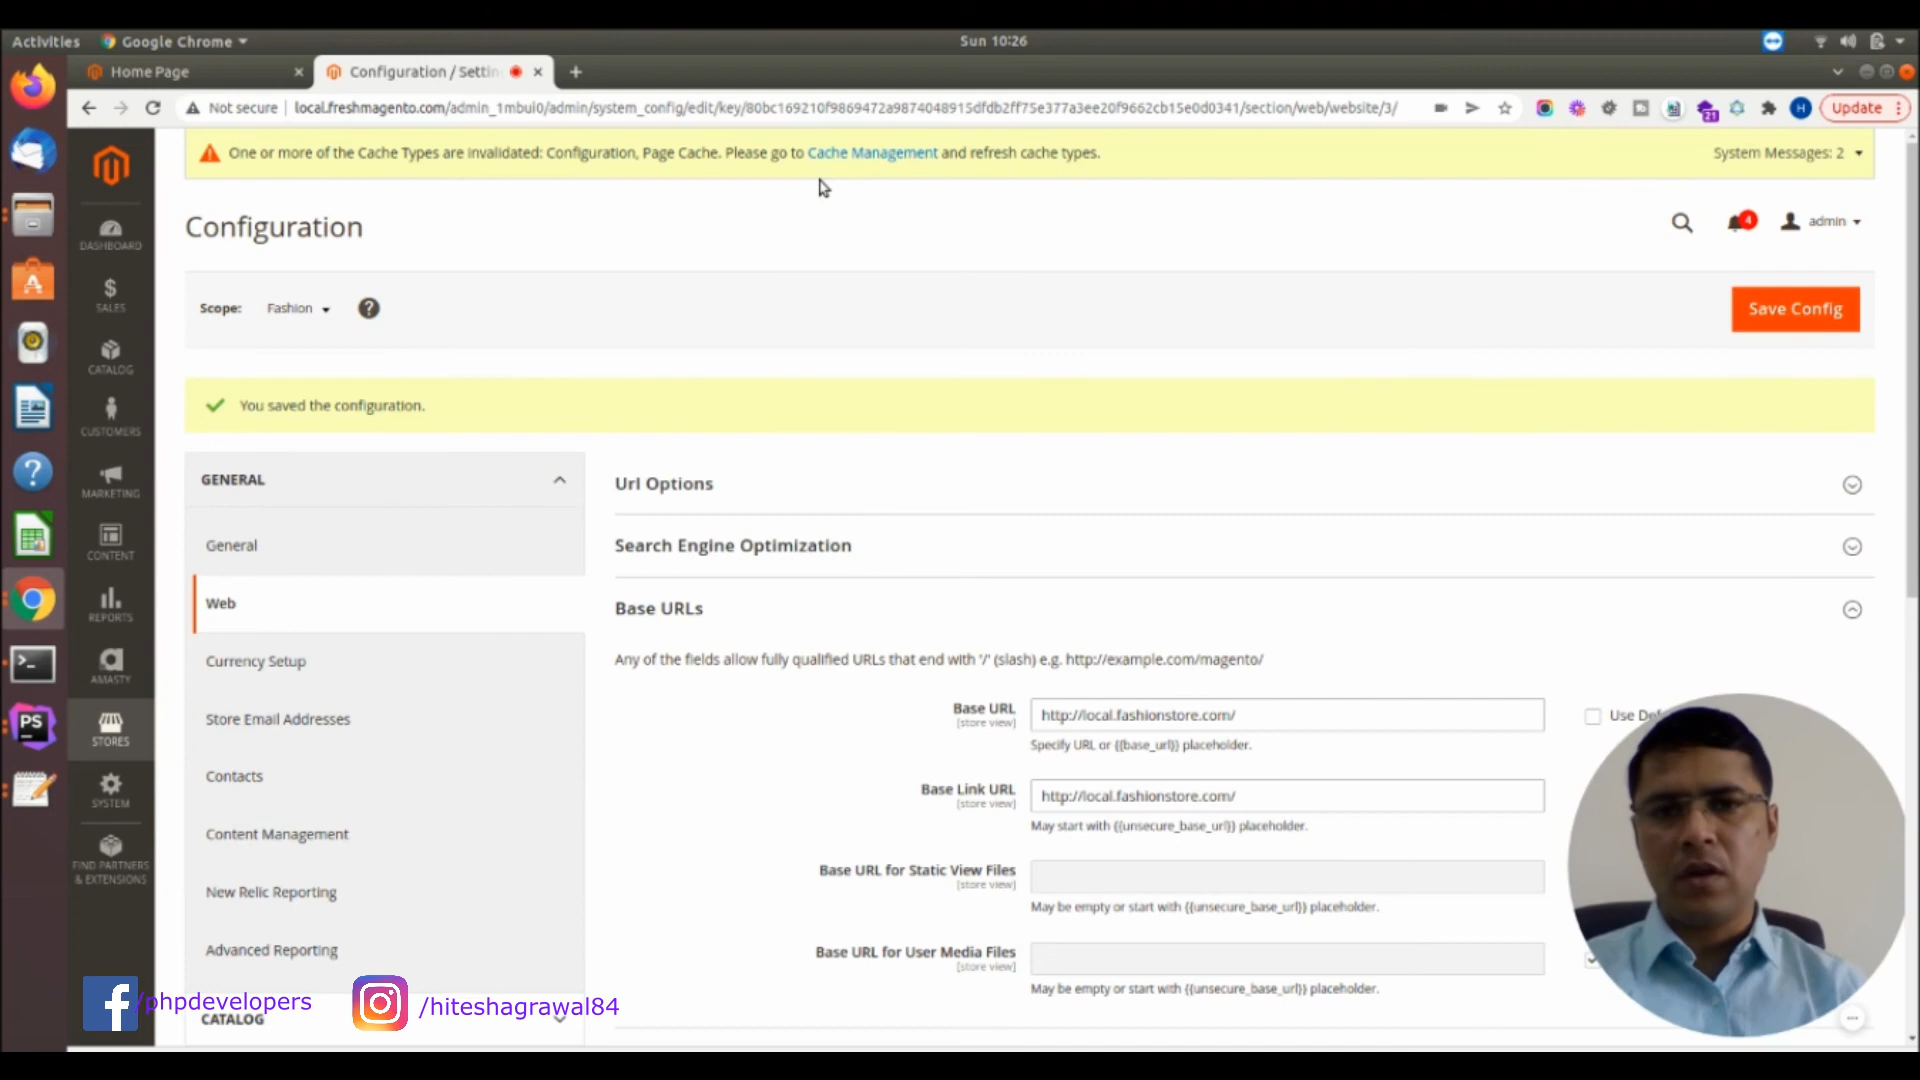 Activities Google Chrome Sun 10:26
Home Page Configuration / Settin
Not secure local.freshmagento.com/admin_1mbui0/admin/system_config/edit/key/80bc169210f9869472a9874048915dfdb2ff75e377a3ee20f9662cb15e0d0341/section/web/website/3/ 21 H Update
One or more of the Cache Types are invalidated: Configuration, Page Cache. Please go to Cache Management and refresh cache types. System Messages: 2
Configuration 4 admin
Scope: Fashion ? Save Config
You saved the configuration.
DASHBOARD
SALES
CATALOG
CUSTOMERS
MARKETING
CONTENT
REPORTS
AMASTY
STORES
SYSTEM
FIND PARTNERS
& EXTENSIONS
PS
GENERAL
General
Web
Currency Setup
Store Email Addresses
Contacts
Content Management
New Relic Reporting
Advanced Reporting
CATALOG
Url Options
Search Engine Optimization
Base URLs
Any of the fields allow fully qualified URLs that end with '/' (slash) e.g. http://example.com/magento/
Base URL http://local.fashionstore.com/ Use
[store view] Specify URL or {{base_url}} placeholder.
Base Link URL http://local.fashionstore.com/
[store view] May start with {{unsecure_base_url}} placeholder.
Base URL for Static View Files
[store view] May be empty or start with {{unsecure_base_url}} placeholder.
Base URL for User Media Files
[store view] May be empty or start with {{unsecure_base_url}} placeholder.
/phpdevelopers /hiteshagrawal84